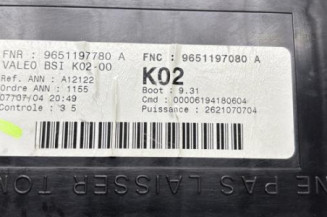 FNR : 9651197780 A FNC : 9651197080 A
VALEO BSI K02-00
K02
Ref. ANN : A12122
Ordre ANN : 1155
Boot : 9.31
07/07/04 20:49
Cmd : 00006194180604
Controle : 3 5
Puissance : 2621070704
NE PAS LAISSER TOM